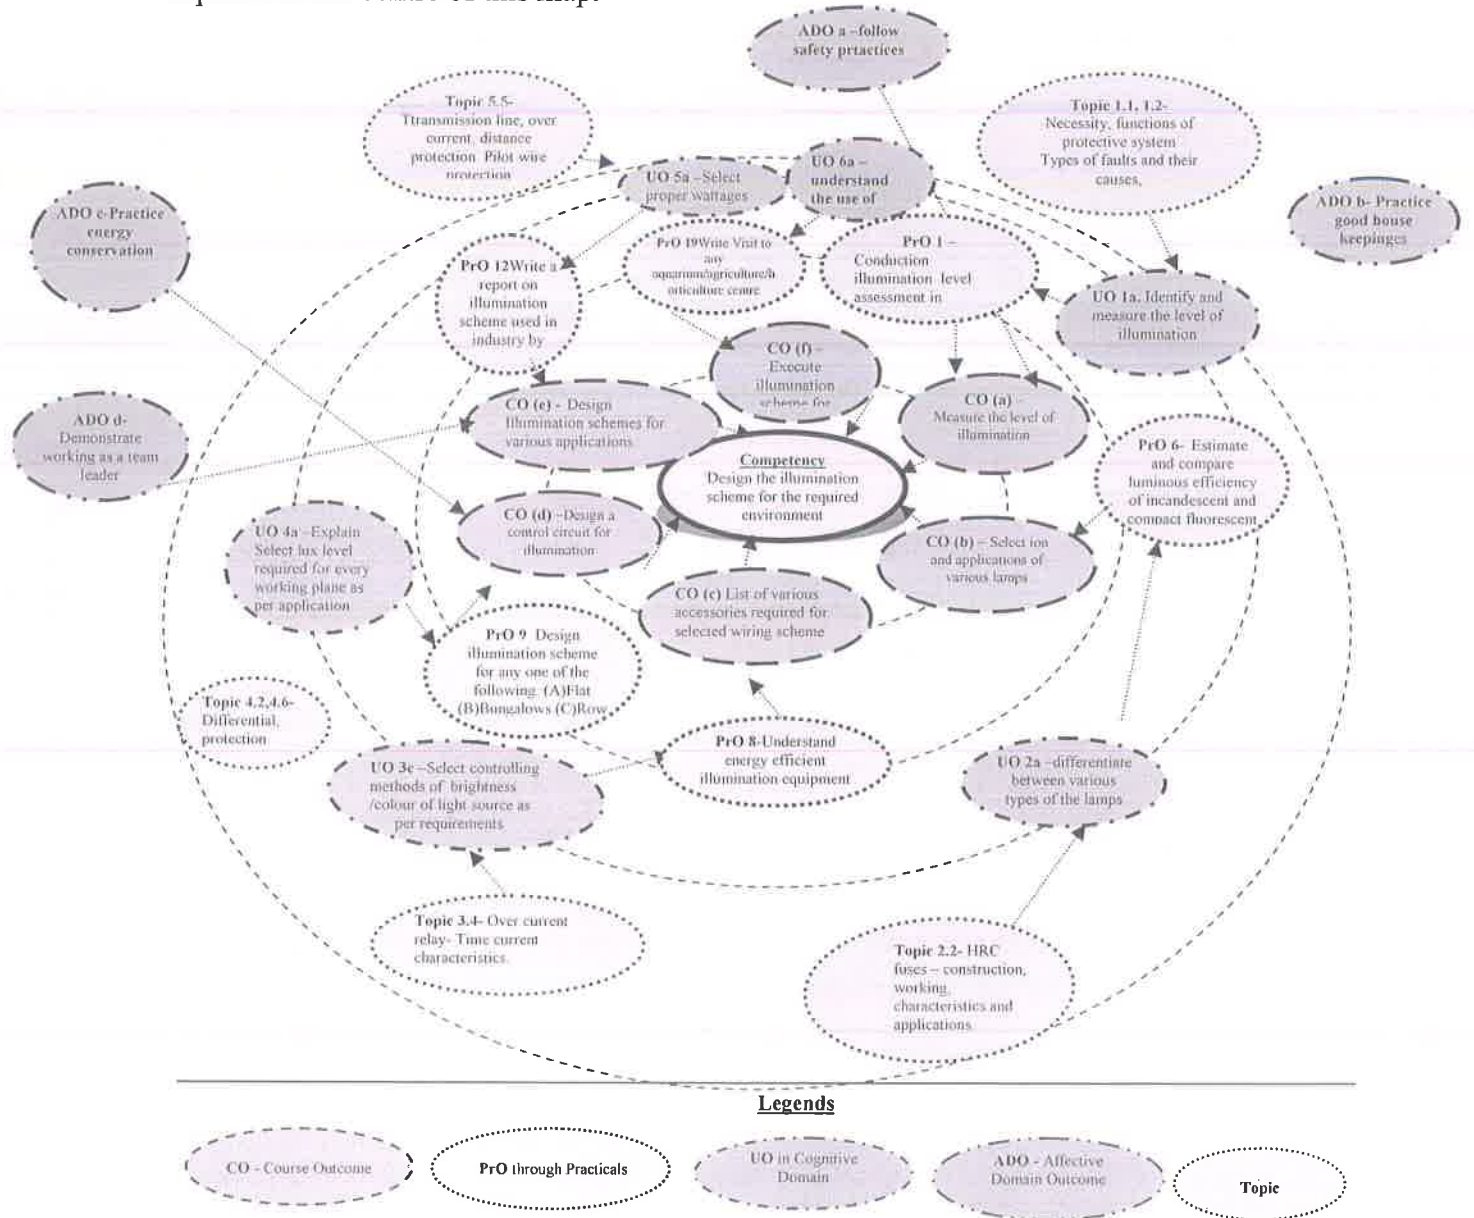 ADO a –follow
safety prtactices
Topic 5.5-
Ttransmission line, over
current, distance
protection. Pilot wire
protection
Topic 1.1, 1.2-
Necessity, functions of
protective system
Types of faults and their
causes,
ADO c-Practice
energy
conservation
UO 5a –Select
proper wattages
UO 6a –
understand
the use of
ADO b- Practice
good house
keepinges
PrO 12Write a
report on
illumination
scheme used in
industry by
PrO 19Write Visit to
any
aquarium/agriculture/h
orticulture centre
PrO 1 –
Conduction
illumination level
assessment in
UO 1a. Identify and
measure the level of
illumination
CO (f) –
Execute
illumination
scheme for
ADO d-
Demonstrate
working as a team
leader
CO (e) - Design
Illumination schemes for
various applications
CO (a) –
Measure the level of
illumination
PrO 6- Estimate
and compare
luminous efficiency
of incandescent and
compact fluorescent
Competency
Design the illumination
scheme for the required
environment
UO 4a –Explain
Select lux level
required for every
working plane as
per application
CO (d) –Design a
control circuit for
illumination
CO (b) – Select ion
and applications of
various lamps
CO (c) List of various
accessories required for
selected wiring scheme
PrO 9 Design
illumination scheme
for any one of the
following. (A)Flat
(B)Bungalows (C)Row
Topic 4.2,4.6-
Differential,
protection
PrO 8-Understand
energy efficient
illumination equipment
UO 3c –Select controlling
methods of brightness
/colour of light source as
per requirements
UO 2a –differentiate
between various
types of the lamps
Topic 3.4- Over current
relay- Time current
characteristics.
Topic 2.2- HRC
fuses – construction,
working,
characteristics and
applications
Legends
CO - Course Outcome
PrO through Practicals
UO in Cognitive
Domain
ADO - Affective
Domain Outcome
Topic